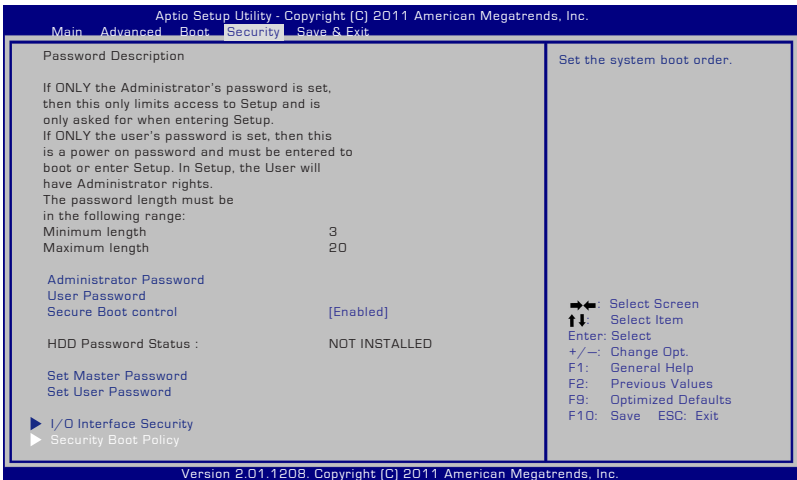 Aptio Setup Utility - Copyright (C) 2011 American Megatrends, Inc.
Main Advanced Boot Security Save & Exit
Password Description
If ONLY the Administrator's password is set,
then this only limits access to Setup and is
only asked for when entering Setup.
If ONLY the user's password is set, then this
is a power on password and must be entered to
boot or enter Setup. In Setup, the User will
have Administrator rights.
The password length must be
in the following range:
Minimum length 3
Maximum length 20
Administrator Password
User Password
Secure Boot control [Enabled]
HDD Password Status : NOT INSTALLED
Set Master Password
Set User Password
I/O Interface Security
Security Boot Policy
Set the system boot order.
→←: Select Screen
↑↓: Select Item
Enter: Select
+/—: Change Opt.
F1: General Help
F2: Previous Values
F9: Optimized Defaults
F10: Save ESC: Exit
Version 2.01.1208. Copyright (C) 2011 American Megatrends, Inc.